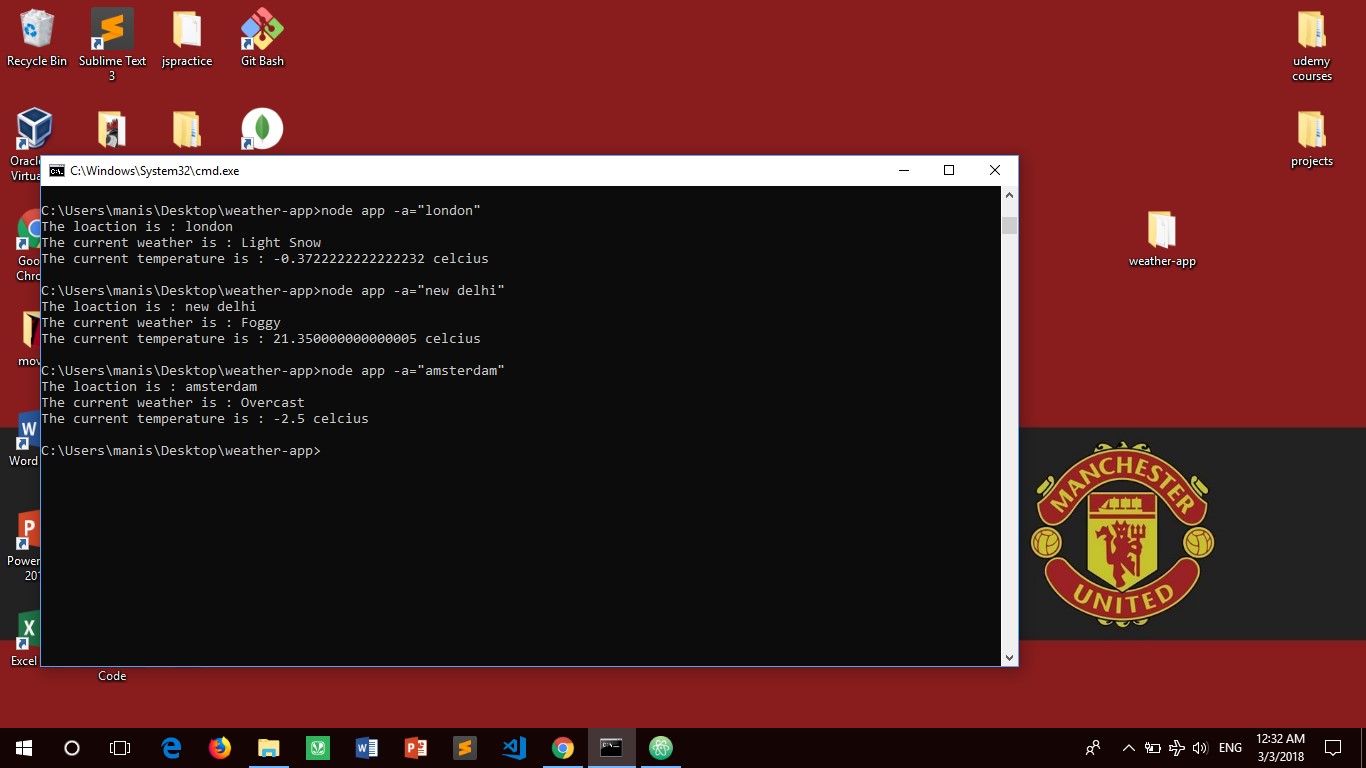 Recycle Bin
Sublime Text
3
jspractice
Git Bash
udemy
courses
projects
weather-app
Oracle
Virtua
Goo
Chro
mov
Word
Power
201
Excel
Code
C:\Windows\System32\cmd.exe
C:\Users\manis\Desktop\weather-app>node app -a="london"
The loaction is : london
The current weather is : Light Snow
The current temperature is : -0.3722222222222232 celcius
C:\Users\manis\Desktop\weather-app>node app -a="new delhi"
The loaction is : new delhi
The current weather is : Foggy
The current temperature is : 21.350000000000005 celcius
C:\Users\manis\Desktop\weather-app>node app -a="amsterdam"
The loaction is : amsterdam
The current weather is : Overcast
The current temperature is : -2.5 celcius
C:\Users\manis\Desktop\weather-app>
MANCHESTER
UNITED
ENG
12:32 AM
3/3/2018